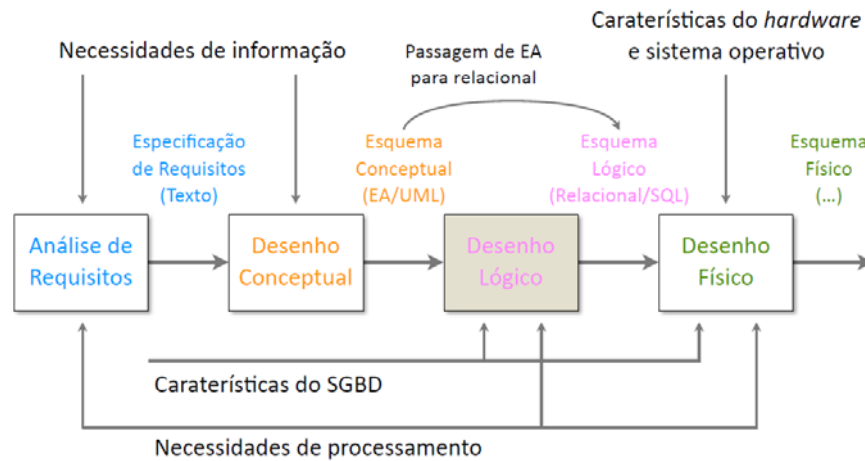 Necessidades de informação
Passagem de EA
para relacional
Caraterísticas do hardware
e sistema operativo
Especificação
de Requisitos
(Texto)
Esquema
Conceptual
(EA/UML)
Esquema
Lógico
(Relacional/SQL)
Esquema
Físico
(...)
Análise de
Requisitos
Desenho
Conceptual
Desenho
Lógico
Desenho
Físico
Caraterísticas do SGBD
Necessidades de processamento